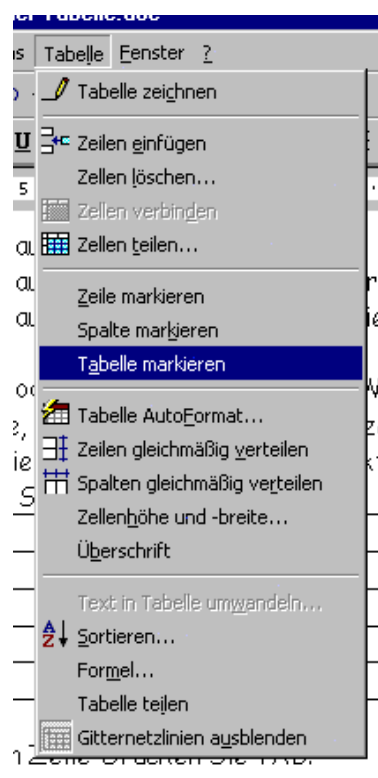 Tabelle.doc
Tabelle Fenster ?
Tabelle zeichnen
U
Zeilen einfügen
5
Zellen löschen...
Zellen verbinden
Zellen teilen...
Zeile markieren
Spalte markieren
Tabelle markieren
Tabelle AutoFormat...
Zeilen gleichmäßig verteilen
Spalten gleichmäßig verteilen
Zellenhöhe und -breite...
Überschrift
Text in Tabelle umwandeln...
Sortieren...
Formel...
Tabelle teilen
Gitternetzlinien ausblenden